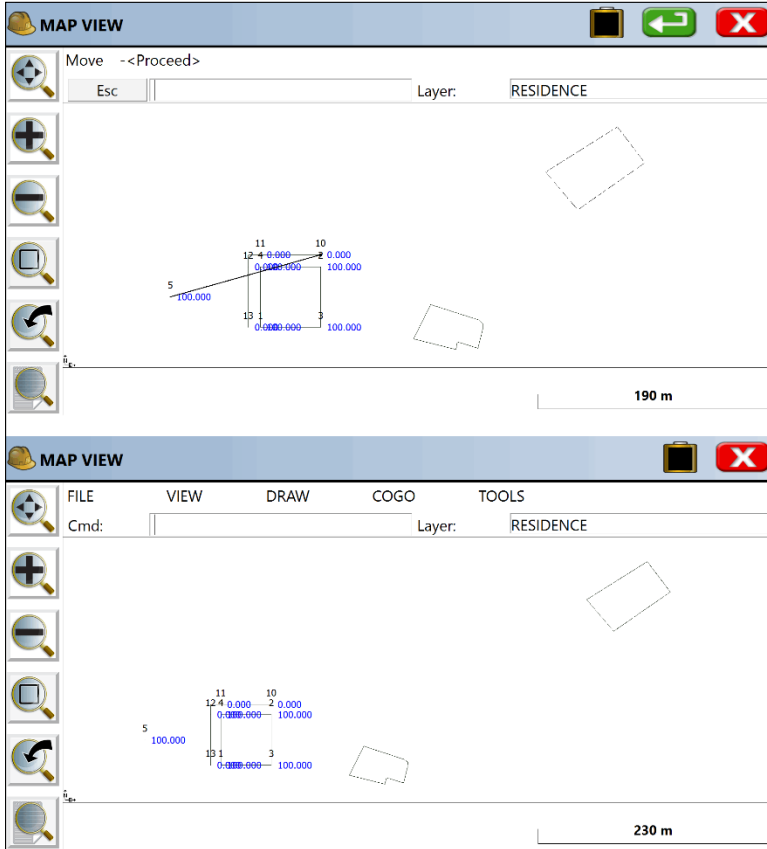 MAP VIEW
Move -<Proceed>
Esc Layer: RESIDENCE
11 10
12 4 0.000 2 0.000
100.000
5
100.000
13 1 3
100.000
190 m
MAP VIEW
FILE VIEW DRAW COGO TOOLS
Cmd: Layer: RESIDENCE
11 10
12 4 0.000 2 0.000
100.000
5
100.000
13 1 3
100.000
230 m